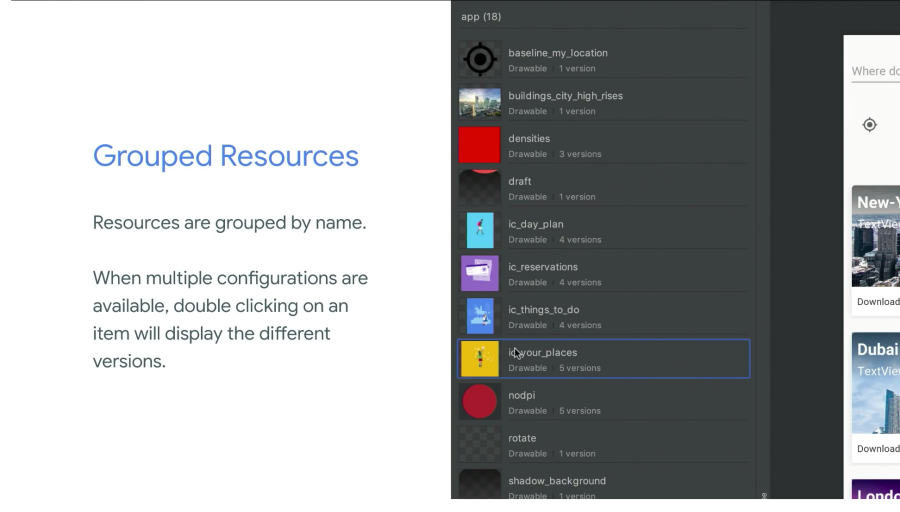 Grouped Resources
Resources are grouped by name.
When multiple configurations are
available, double clicking on an
item will display the different
versions.
app (18)
baseline_my_location
Drawable | 1 version
buildings_city_high_rises
Drawable | 1 version
densities
Drawable | 3 versions
draft
Drawable | 1 version
ic_day_plan
Drawable | 4 versions
ic_reservations
Drawable | 4 versions
ic_things_to_do
Drawable | 4 versions
ic_your_places
Drawable | 5 versions
nodpi
Drawable | 5 versions
rotate
Drawable | 1 version
shadow_background
Drawable | 1 version
Where do
New-Y
TextVie
Download
Dubai
TextVie
Download
Londo